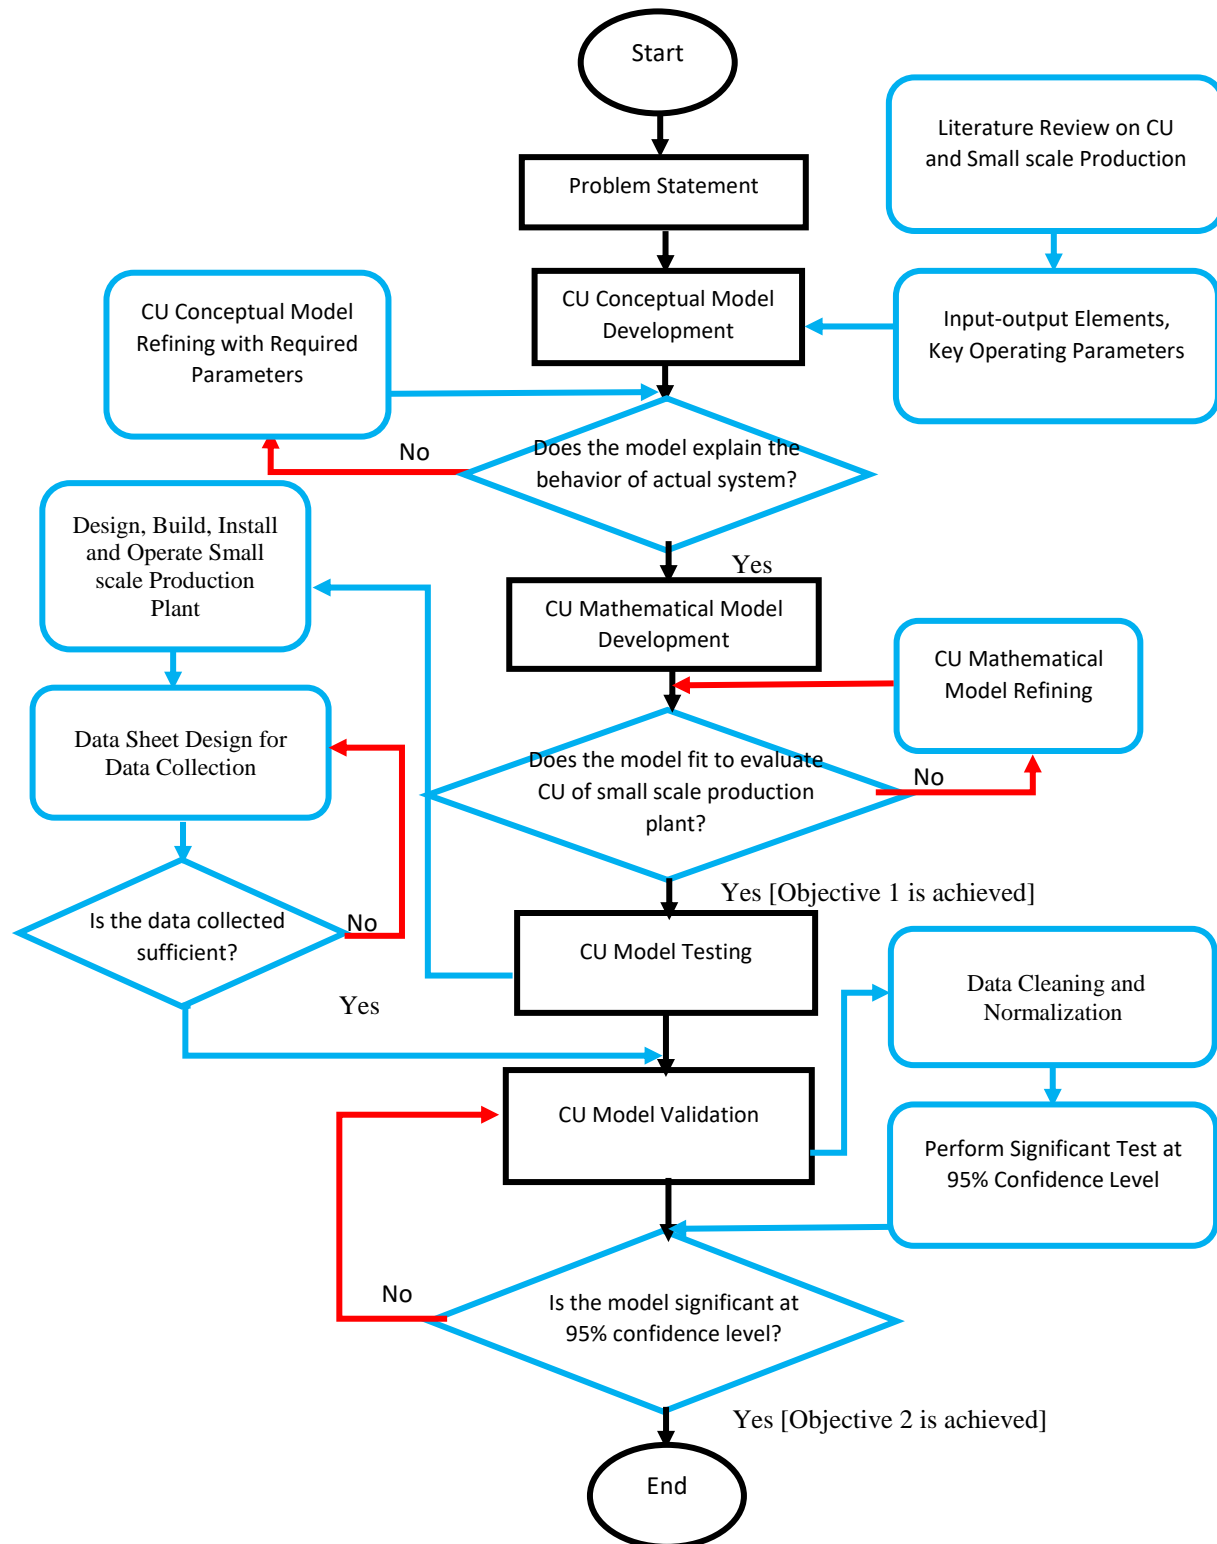 Start
Literature Review on CU
and Small scale Production
Problem Statement
CU Conceptual Model
Development
Input-output Elements,
Key Operating Parameters
CU Conceptual Model
Refining with Required
Parameters
No
Does the model explain the
behavior of actual system?
Yes
Design, Build, Install
and Operate Small
scale Production
Plant
CU Mathematical Model
Development
CU Mathematical
Model Refining
Data Sheet Design for
Data Collection
Does the model fit to evaluate
CU of small scale production
plant?
No
Is the data collected
sufficient?
No
Yes
Yes [Objective 1 is achieved]
CU Model Testing
Data Cleaning and
Normalization
CU Model Validation
Perform Significant Test at
95% Confidence Level
No
Is the model significant at
95% confidence level?
Yes [Objective 2 is achieved]
End